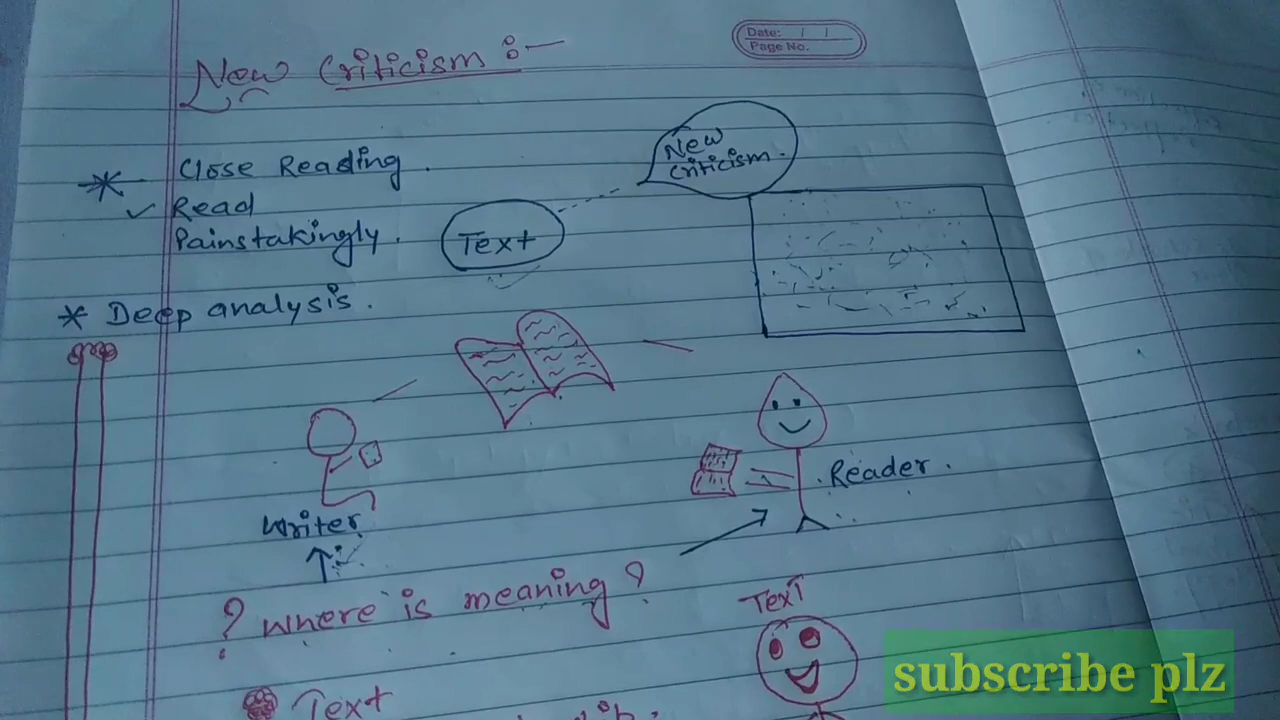 New Criticism :-
Date: / /
Page No.
* Close Reading.
✓ Read
Painstakingly.
Text
New
Criticism.
* Deep analysis.
Writer
Reader.
? Where is meaning?
Text
Text
subscribe plz